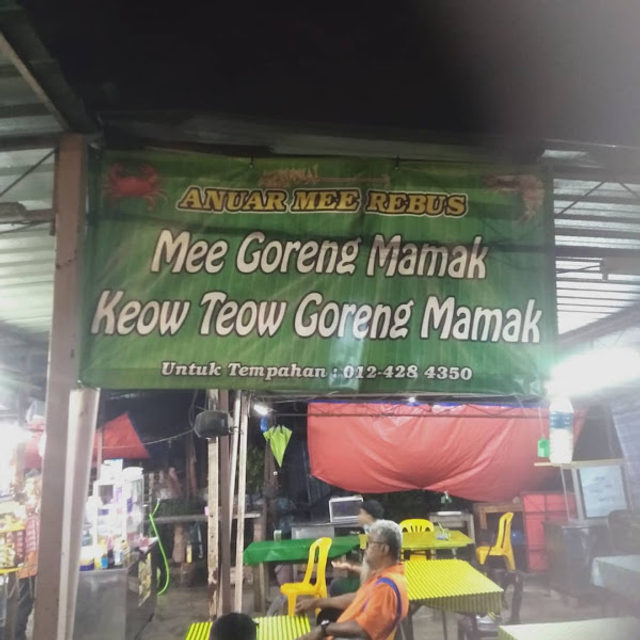 ANUAR MEE REBUS
Mee Goreng Mamak
Keow Teow Goreng Mamak
Untuk Tempahan : 012-428 4350